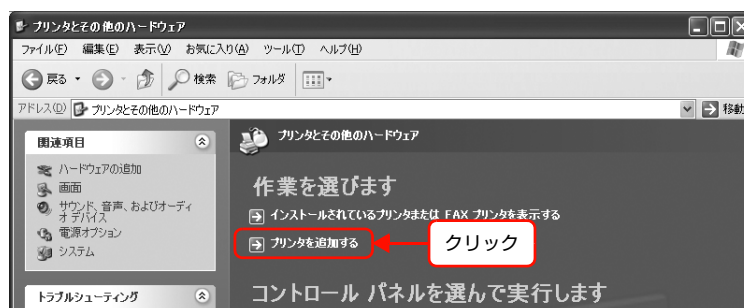 プリンタとその他のハードウェア
ファイル(F) 編集(E) 表示(V) お気に入り(A) ツール(T) ヘルプ(H)
戻る 検索 フォルダ
アドレス(D) プリンタとその他のハードウェア 移動
関連項目
ハードウェアの追加
画面
サウンド、音声、およびオーディ
オ デバイス
電源オプション
システム
トラブルシューティング
プリンタとその他のハードウェア
作業を選びます
インストールされているプリンタまたは FAX プリンタを表示する
プリンタを追加する
クリック
コントロール パネルを選んで実行します